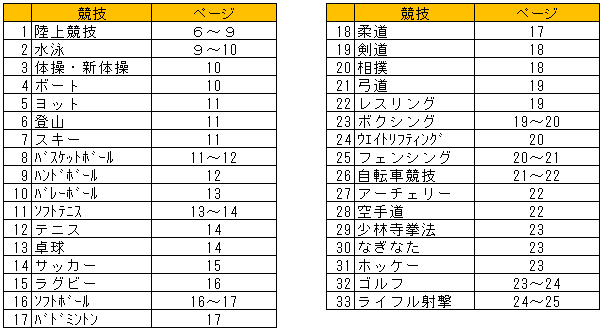 競技 ページ
1 陸上競技 6～9
2 水泳 9～10
3 体操・新体操 10
4 ボート 10
5 ヨット 11
6 登山 11
7 スキー 11
8 ﾊﾞｽｹｯﾄﾎﾞｰﾙ 11～12
9 ﾊﾝﾄﾞﾎﾞｰﾙ 12
10 ﾊﾞﾚｰﾎﾞｰﾙ 13
11 ｿﾌﾄﾃﾆｽ 13～14
12 テニス 14
13 卓球 14
14 サッカー 15
15 ラグビー 16
16 ｿﾌﾄﾎﾞｰﾙ 16～17
17 ﾊﾞﾄﾞﾐﾝﾄﾝ 17
競技 ページ
18 柔道 17
19 剣道 18
20 相撲 18
21 弓道 19
22 レスリング 19
23 ボクシング 19～20
24 ｳｴｲﾄﾘﾌﾃｨﾝｸﾞ 20
25 フェンシング 20～21
26 自転車競技 21～22
27 アーチェリー 22
28 空手道 22
29 少林寺拳法 23
30 なぎなた 23
31 ホッケー 23
32 ゴルフ 23～24
33 ライフル射撃 24～25